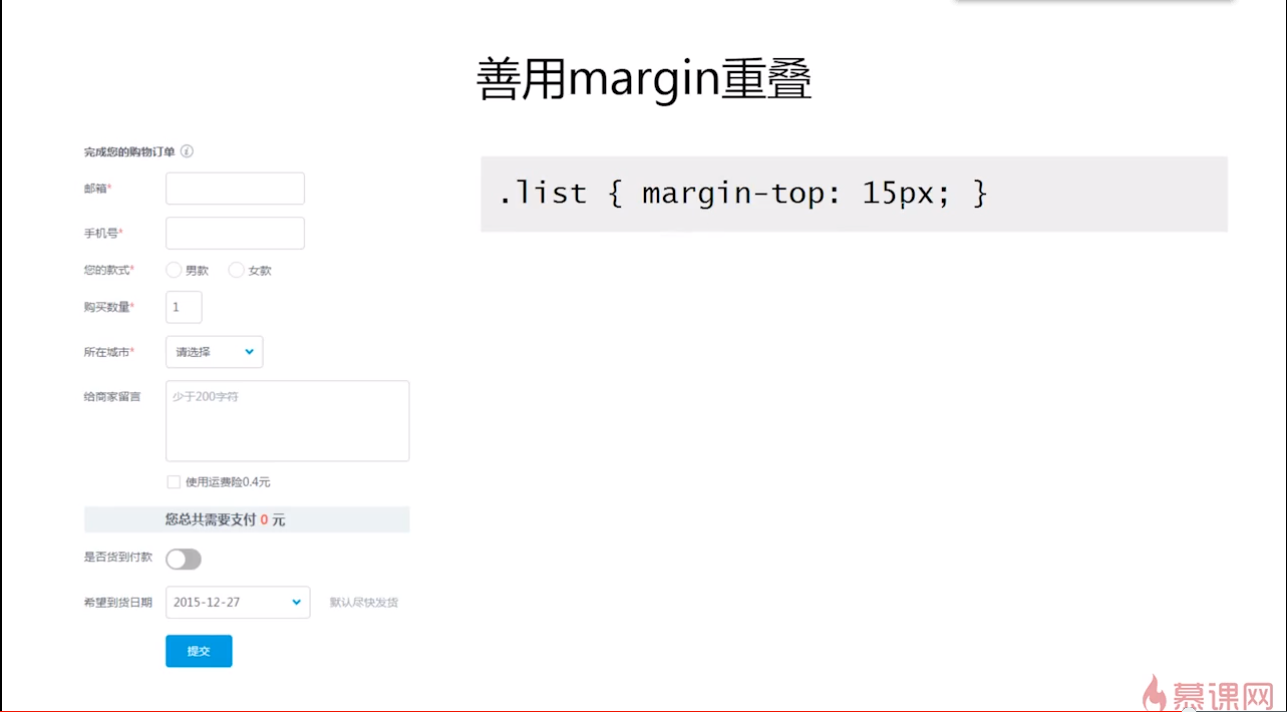 善用margin重叠
完成您的购物订单 i
邮箱*
手机号*
您的款式* 男款 女款
购买数量* 1
所在城市* 请选择
给商家留言 少于200字符
使用运费险0.4元
您总共需要支付 0 元
是否货到付款
希望到货日期 2015-12-27 默认尽快发货
提交
.list { margin-top: 15px; }
慕课网